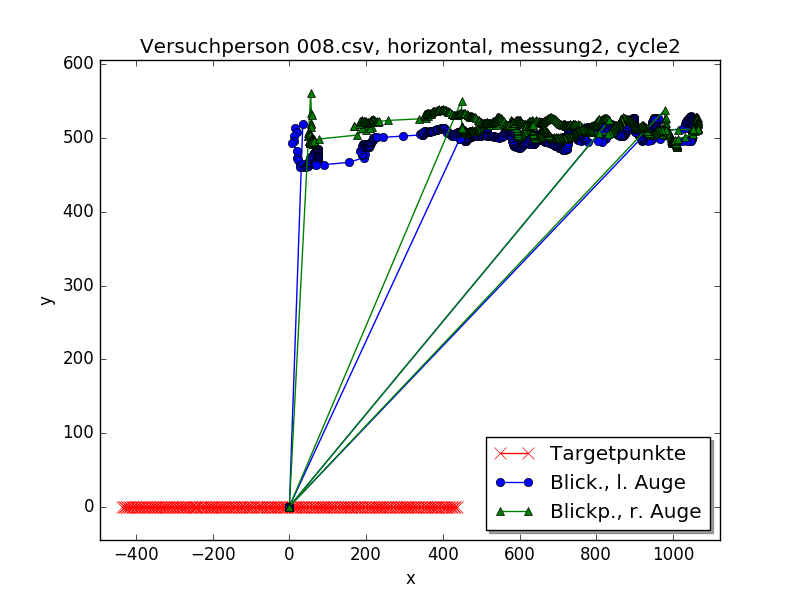 Versuchperson 008.csv, horizontal, messung2, cycle2
600
500
400
300
200
100
0
y
−400
−200
0
200
400
600
800
1000
x
Targetpunkte
Blick., l. Auge
Blickp., r. Auge